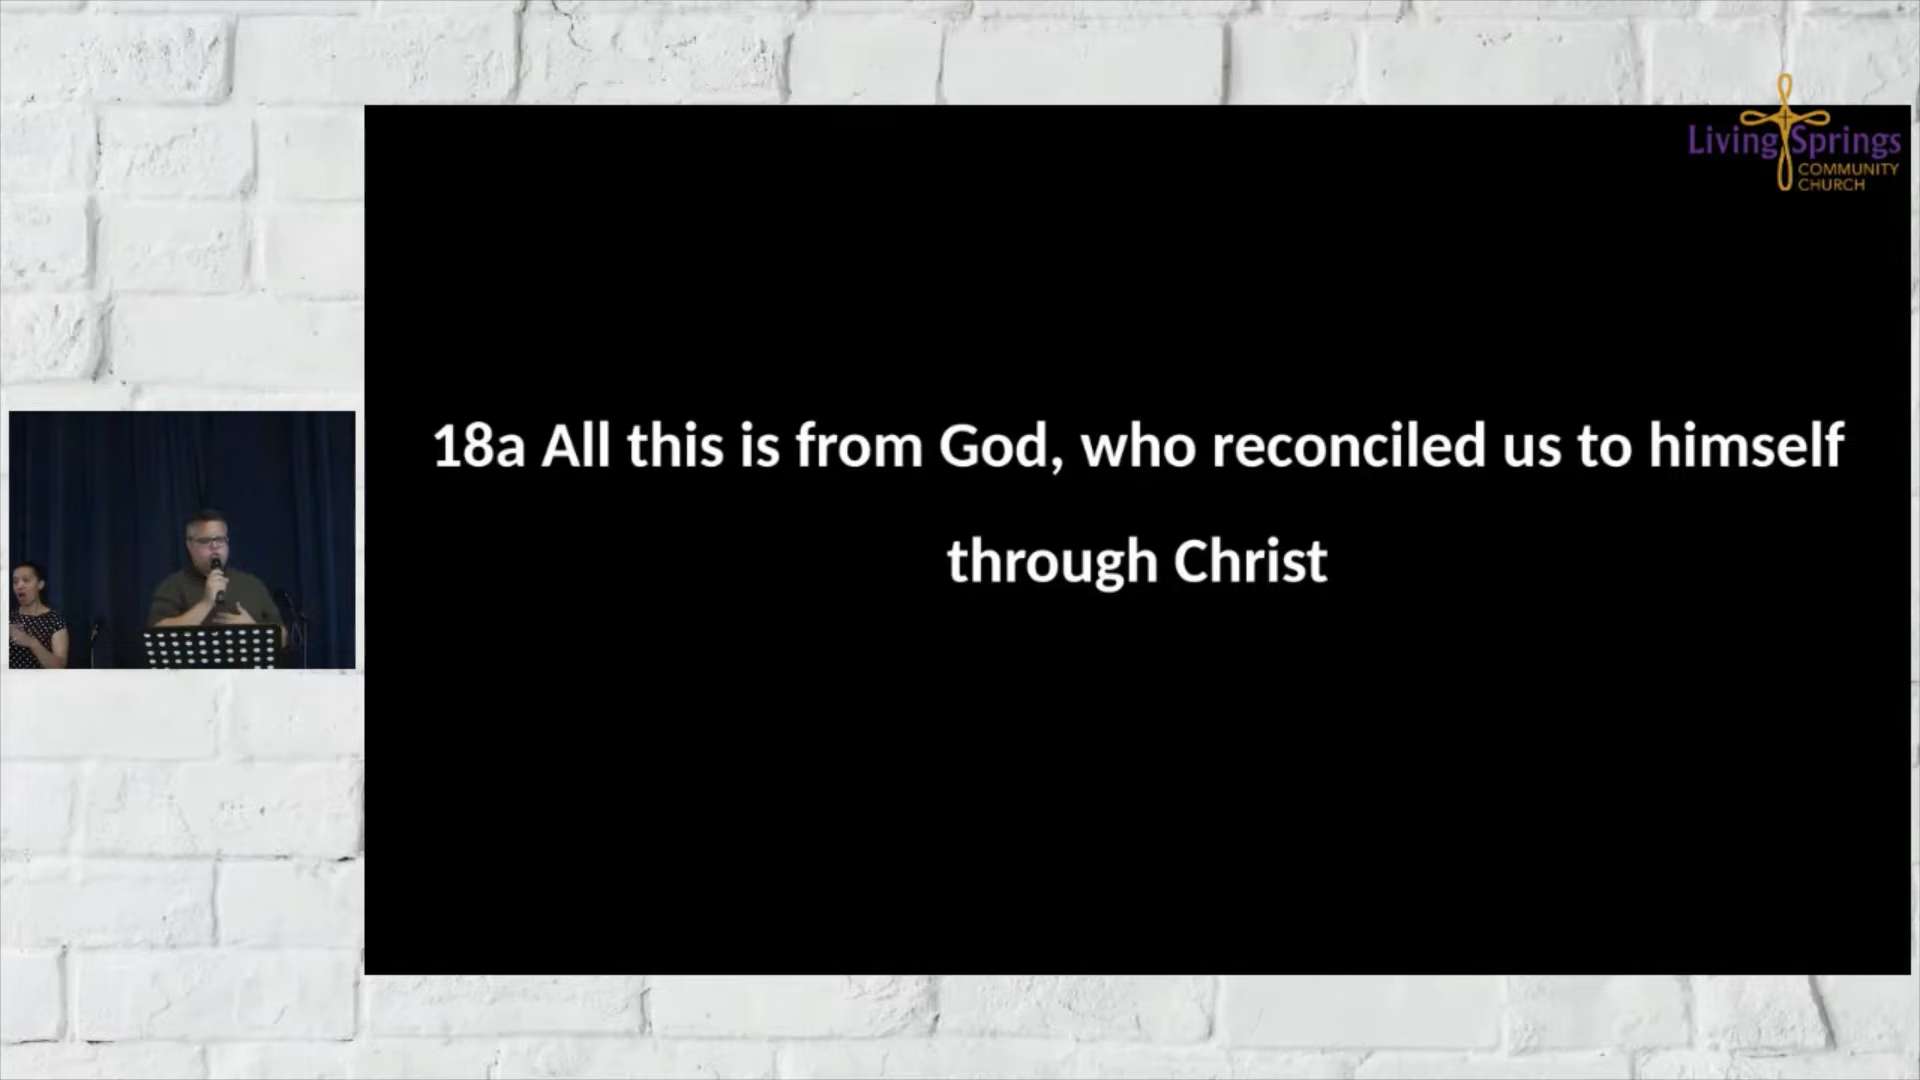 Living Springs
COMMUNITY
CHURCH
18a All this is from God, who reconciled us to himself
through Christ